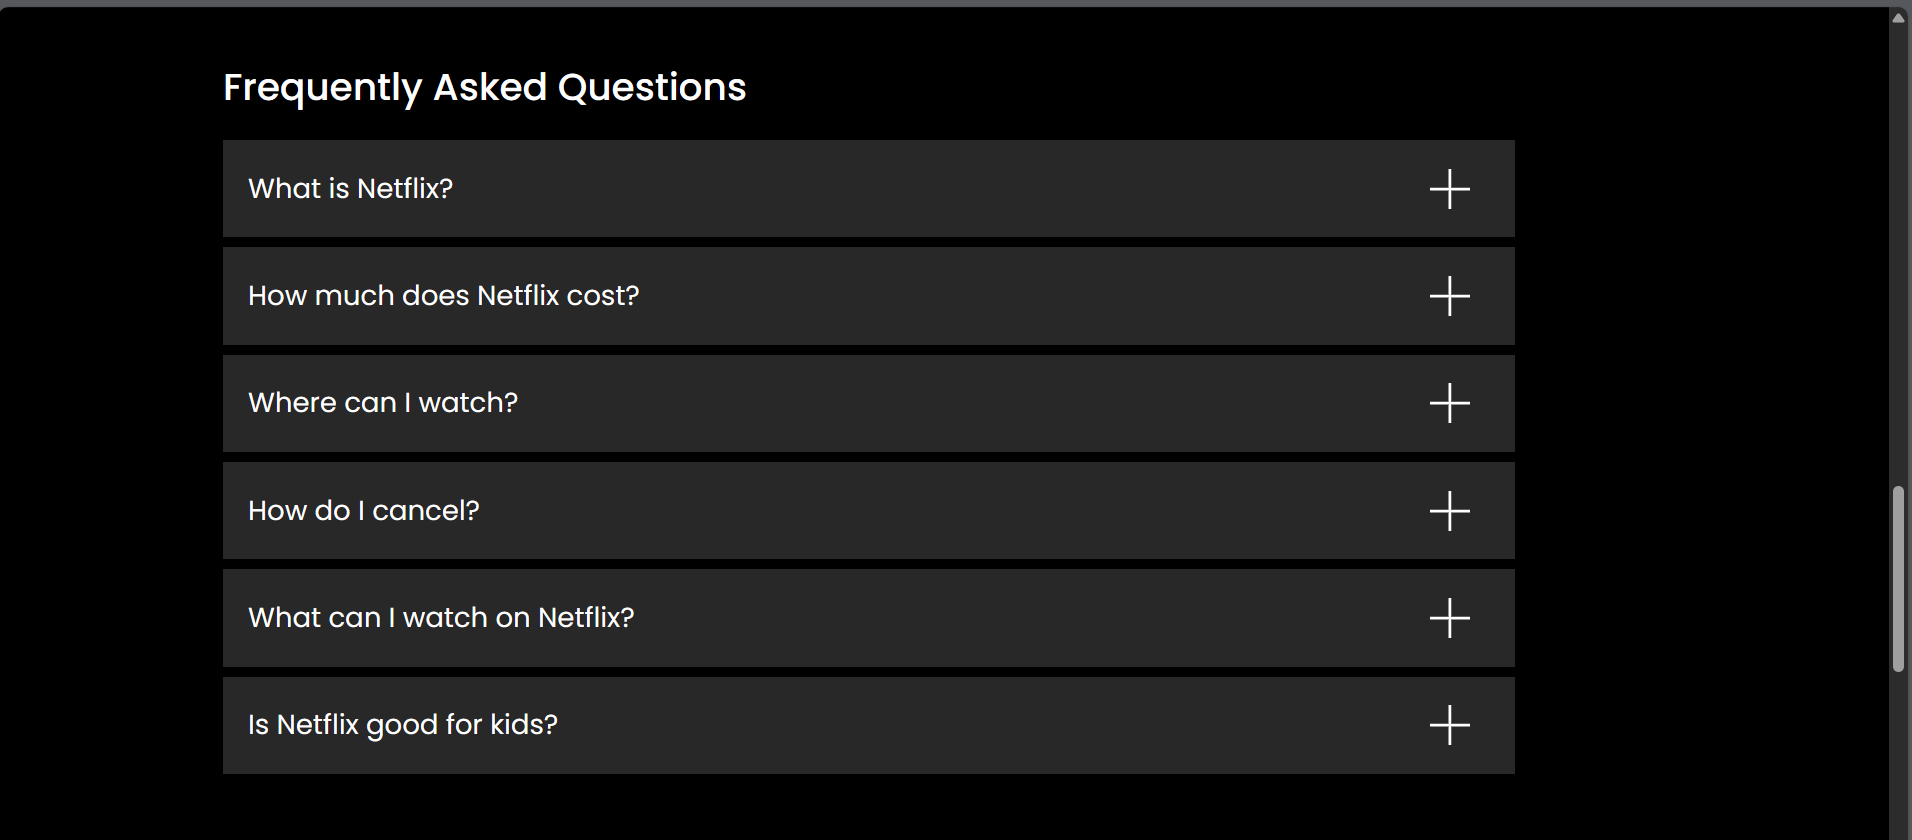 Frequently Asked Questions
What is Netflix?
How much does Netflix cost?
Where can I watch?
How do I cancel?
What can I watch on Netflix?
Is Netflix good for kids?